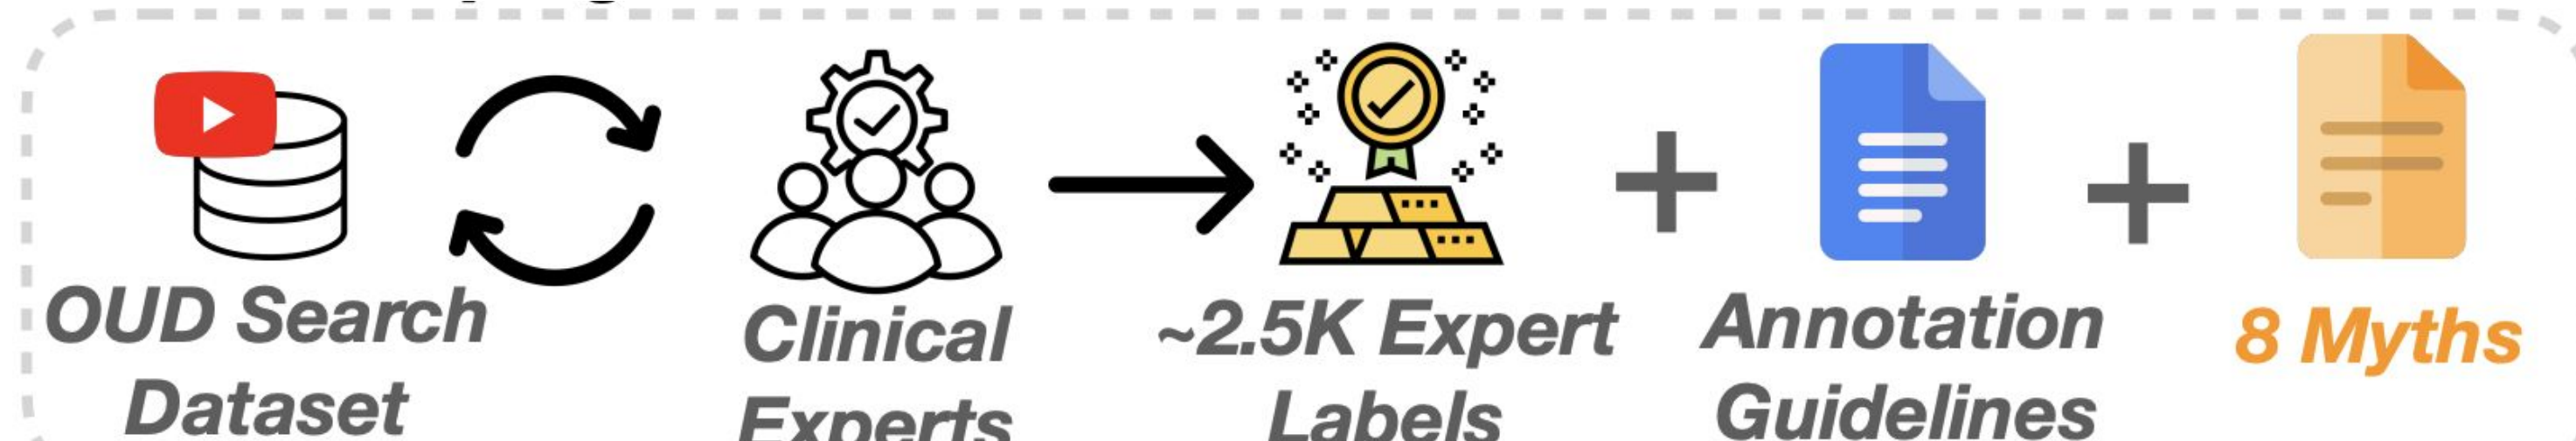 OUD Search
Dataset
Clinical
Experts
~2.5K Expert
Labels
Annotation
Guidelines
8 Myths